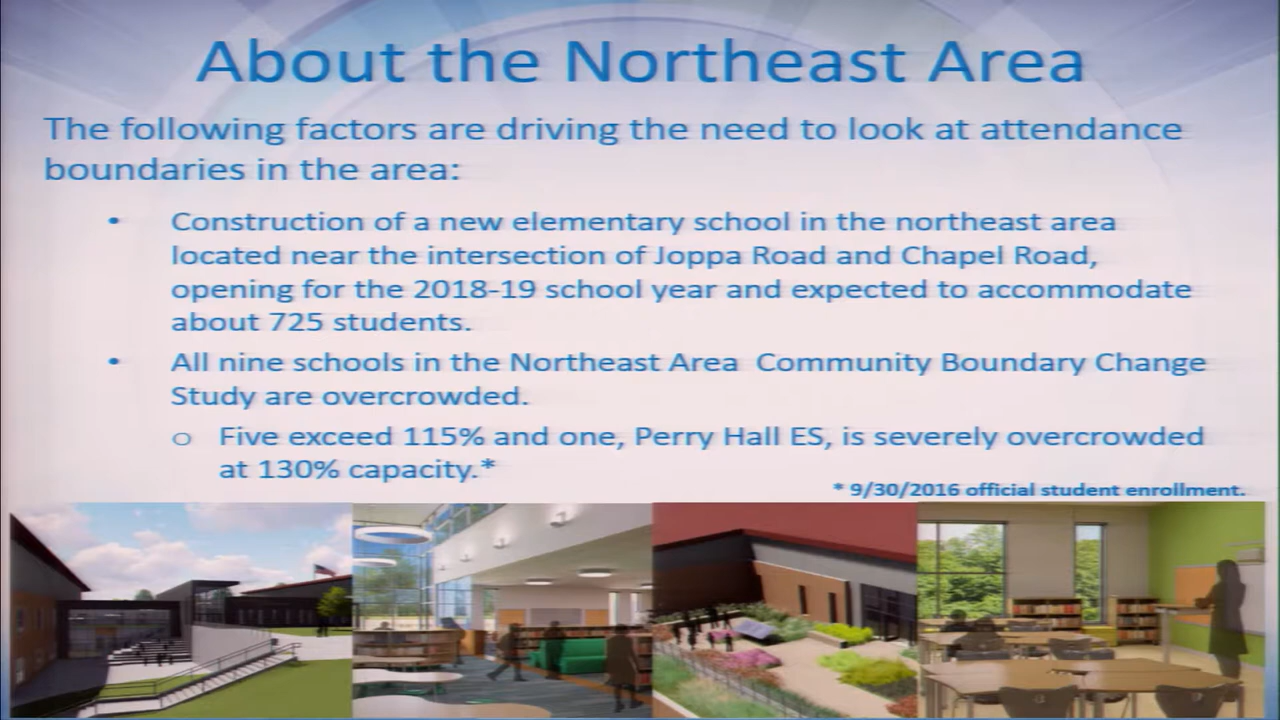 About the Northeast Area
The following factors are driving the need to look at attendance
boundaries in the area:
• Construction of a new elementary school in the northeast area
located near the intersection of Joppa Road and Chapel Road,
opening for the 2018-19 school year and expected to accommodate
about 725 students.
• All nine schools in the Northeast Area Community Boundary Change
Study are overcrowded.
o Five exceed 115% and one, Perry Hall ES, is severely overcrowded
at 130% capacity.*
* 9/30/2016 official student enrollment.